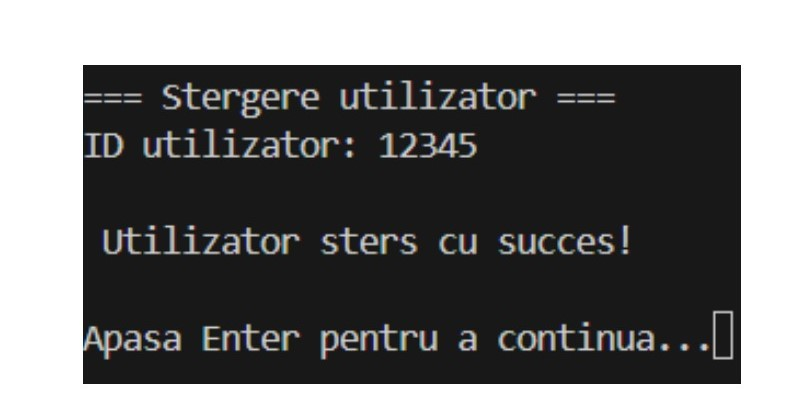 === Stergere utilizator ===
ID utilizator: 12345
Utilizator sters cu succes!
Apasa Enter pentru a continua...